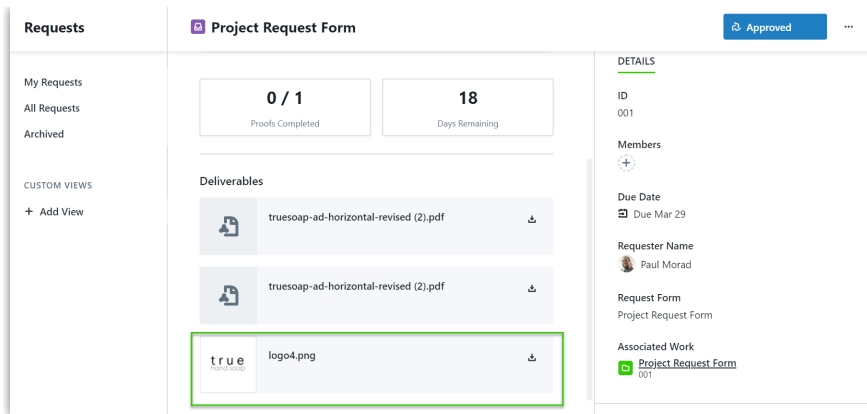 Requests
Project Request Form
Approved
My Requests
All Requests
Archived
CUSTOM VIEWS
+ Add View
0 / 1
Proofs Completed
18
Days Remaining
Deliverables
truesoap-ad-horizontal-revised (2).pdf
truesoap-ad-horizontal-revised (2).pdf
true
hand soap
logo4.png
DETAILS
ID
001
Members
Due Date
Due Mar 29
Requester Name
Paul Morad
Request Form
Project Request Form
Associated Work
Project Request Form
001